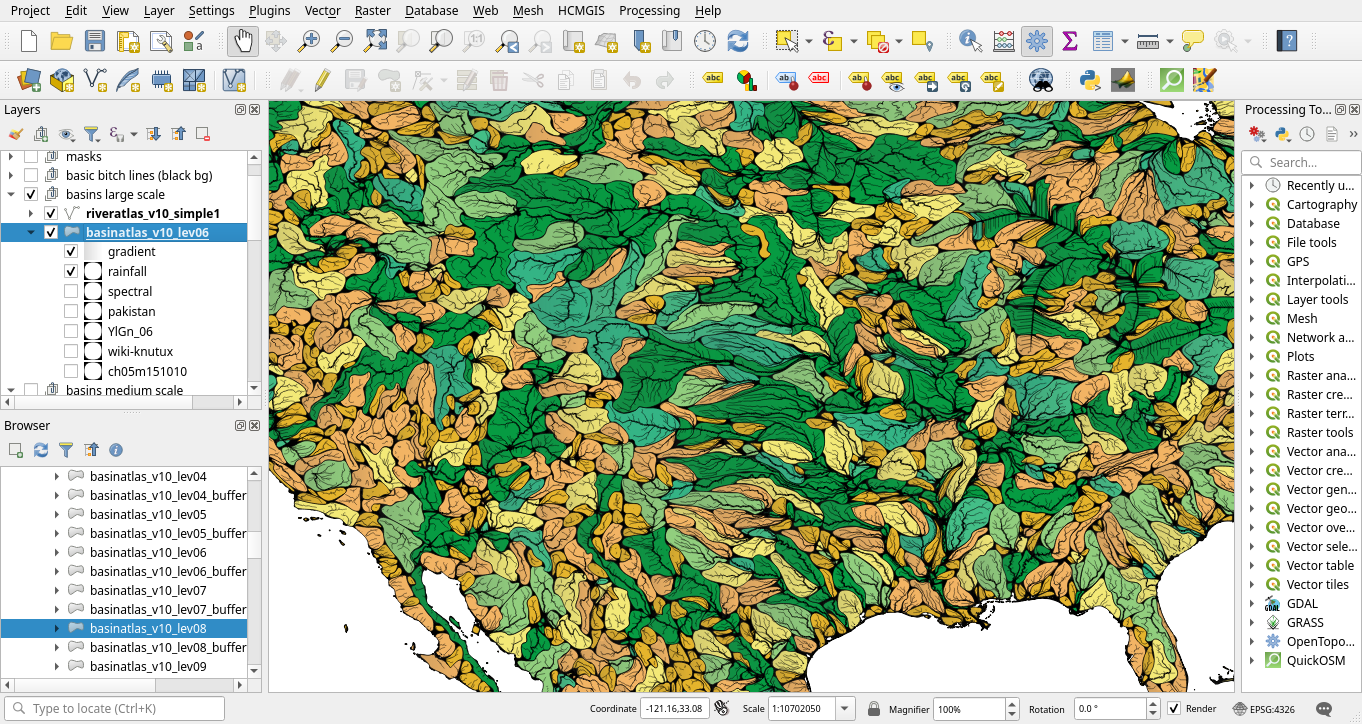 Project Edit View Layer Settings Plugins Vector Raster Database Web Mesh HCMGIS Processing Help
abc abc ab abc ab abc abc abc abc
Layers
masks
basic bitch lines (black bg)
basins large scale
riveratlas_v10_simple1
basinatlas_v10_lev06
gradient
rainfall
spectral
pakistan
YlGn_06
wiki-knutux
ch05m151010
basins medium scale
Browser
basinatlas_v10_lev04
basinatlas_v10_lev04_buffer
basinatlas_v10_lev05
basinatlas_v10_lev05_buffer
basinatlas_v10_lev06
basinatlas_v10_lev06_buffer
basinatlas_v10_lev07
basinatlas_v10_lev07_buffer
basinatlas_v10_lev08
basinatlas_v10_lev08_buffer
basinatlas_v10_lev09
Processing To...
Search...
Recently u...
Cartography
Database
File tools
GPS
Interpolati...
Layer tools
Mesh
Network a...
Plots
Raster ana...
Raster cre...
Raster terr...
Raster tools
Vector ana...
Vector cre...
Vector gen...
Vector geo...
Vector ove...
Vector sele...
Vector table
Vector tiles
GDAL
GRASS
OpenTopo...
QuickOSM
Type to locate (Ctrl+K) Coordinate -121.16,33.08 Scale 1:10702050 Magnifier 100% Rotation 0.0 ° Render EPSG:4326